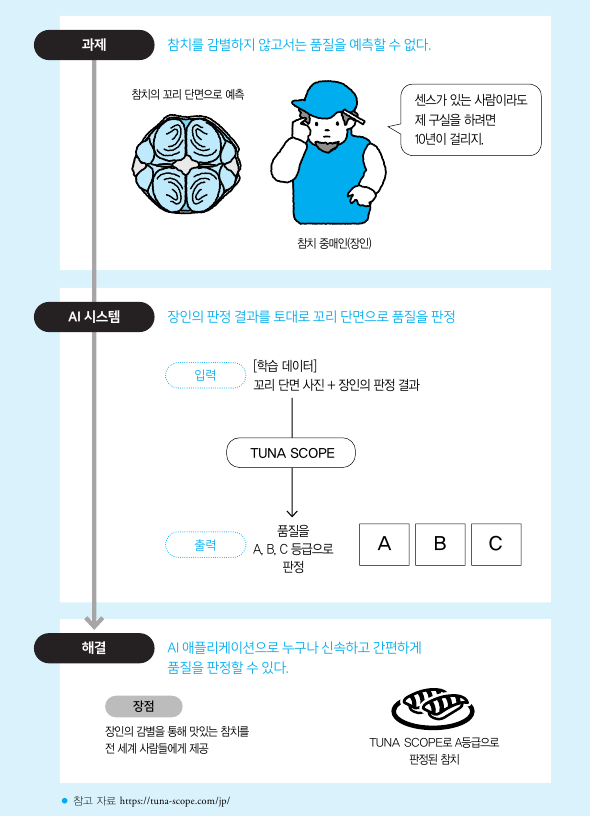 과제
참치를 감별하지 않고서는 품질을 예측할 수 없다.
참치의 꼬리 단면으로 예측
센스가 있는 사람이라도
제 구실을 하려면
10년이 걸리지.
참치 중매인(장인)
AI 시스템
장인의 판정 결과를 토대로 꼬리 단면으로 품질을 판정
입력
[학습 데이터]
꼬리 단면 사진 + 장인의 판정 결과
TUNA SCOPE
출력
품질을
A, B, C 등급으로
판정
A B C
해결
AI 애플리케이션으로 누구나 신속하고 간편하게
품질을 판정할 수 있다.
장점
장인의 감별을 통해 맛있는 참치를
전 세계 사람들에게 제공
TUNA SCOPE로 A등급으로
판정된 참치
● 참고 자료 https://tuna-scope.com/jp/